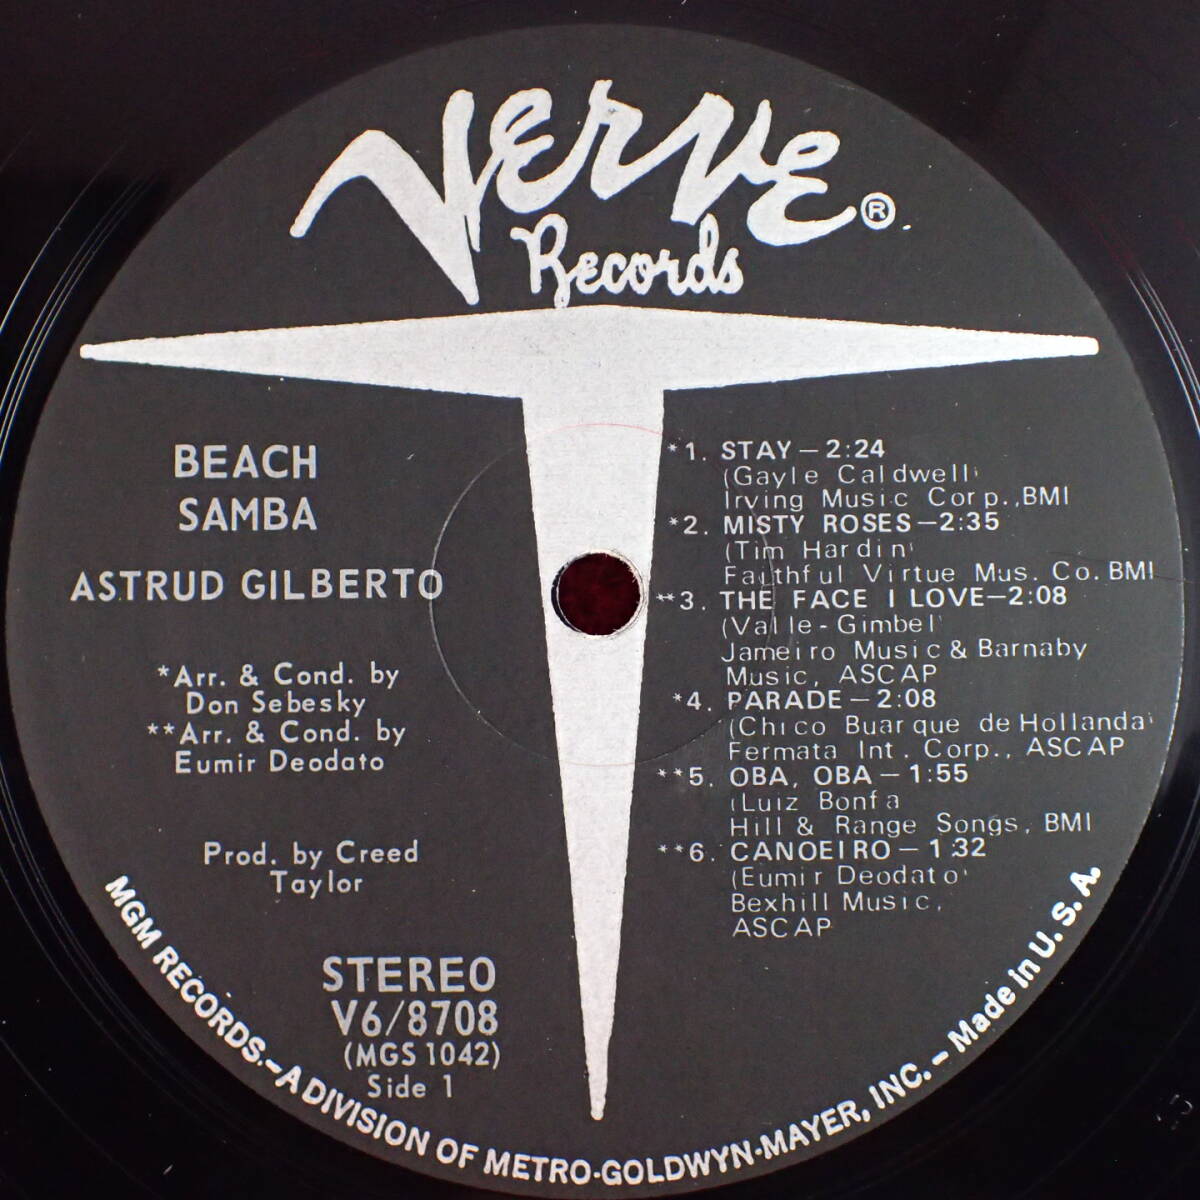 Verve®
Records
BEACH
SAMBA
ASTRUD GILBERTO
*Arr. & Cond. by
Don Sebesky
**Arr. & Cond. by
Eumir Deodato
Prod. by Creed
Taylor
STEREO
V6/8708
(MGS 1042)
Side 1
*1. STAY—2:24
(Gayle Caldwell)
Irving Music Corp., BMI
*2. MISTY ROSES—2:35
(Tim Hardin)
Faithful Virtue Mus. Co. BMI
**3. THE FACE I LOVE—2:08
(Valle-Gimbel)
Jameiro Music & Barnaby
Music, ASCAP
*4. PARADE—2:08
(Chico Buarque de Hollanda)
Fermata Int. Corp., ASCAP
**5. OBA, OBA—1:55
(Luiz Bonfa
Hill & Range Songs, BMI
**6. CANOEIRO—1:32
(Eumir Deodato)
Bexhill Music,
ASCAP
MGM RECORDS.—A DIVISION OF METRO-GOLDWYN-MAYER, INC.—Made in U.S.A.